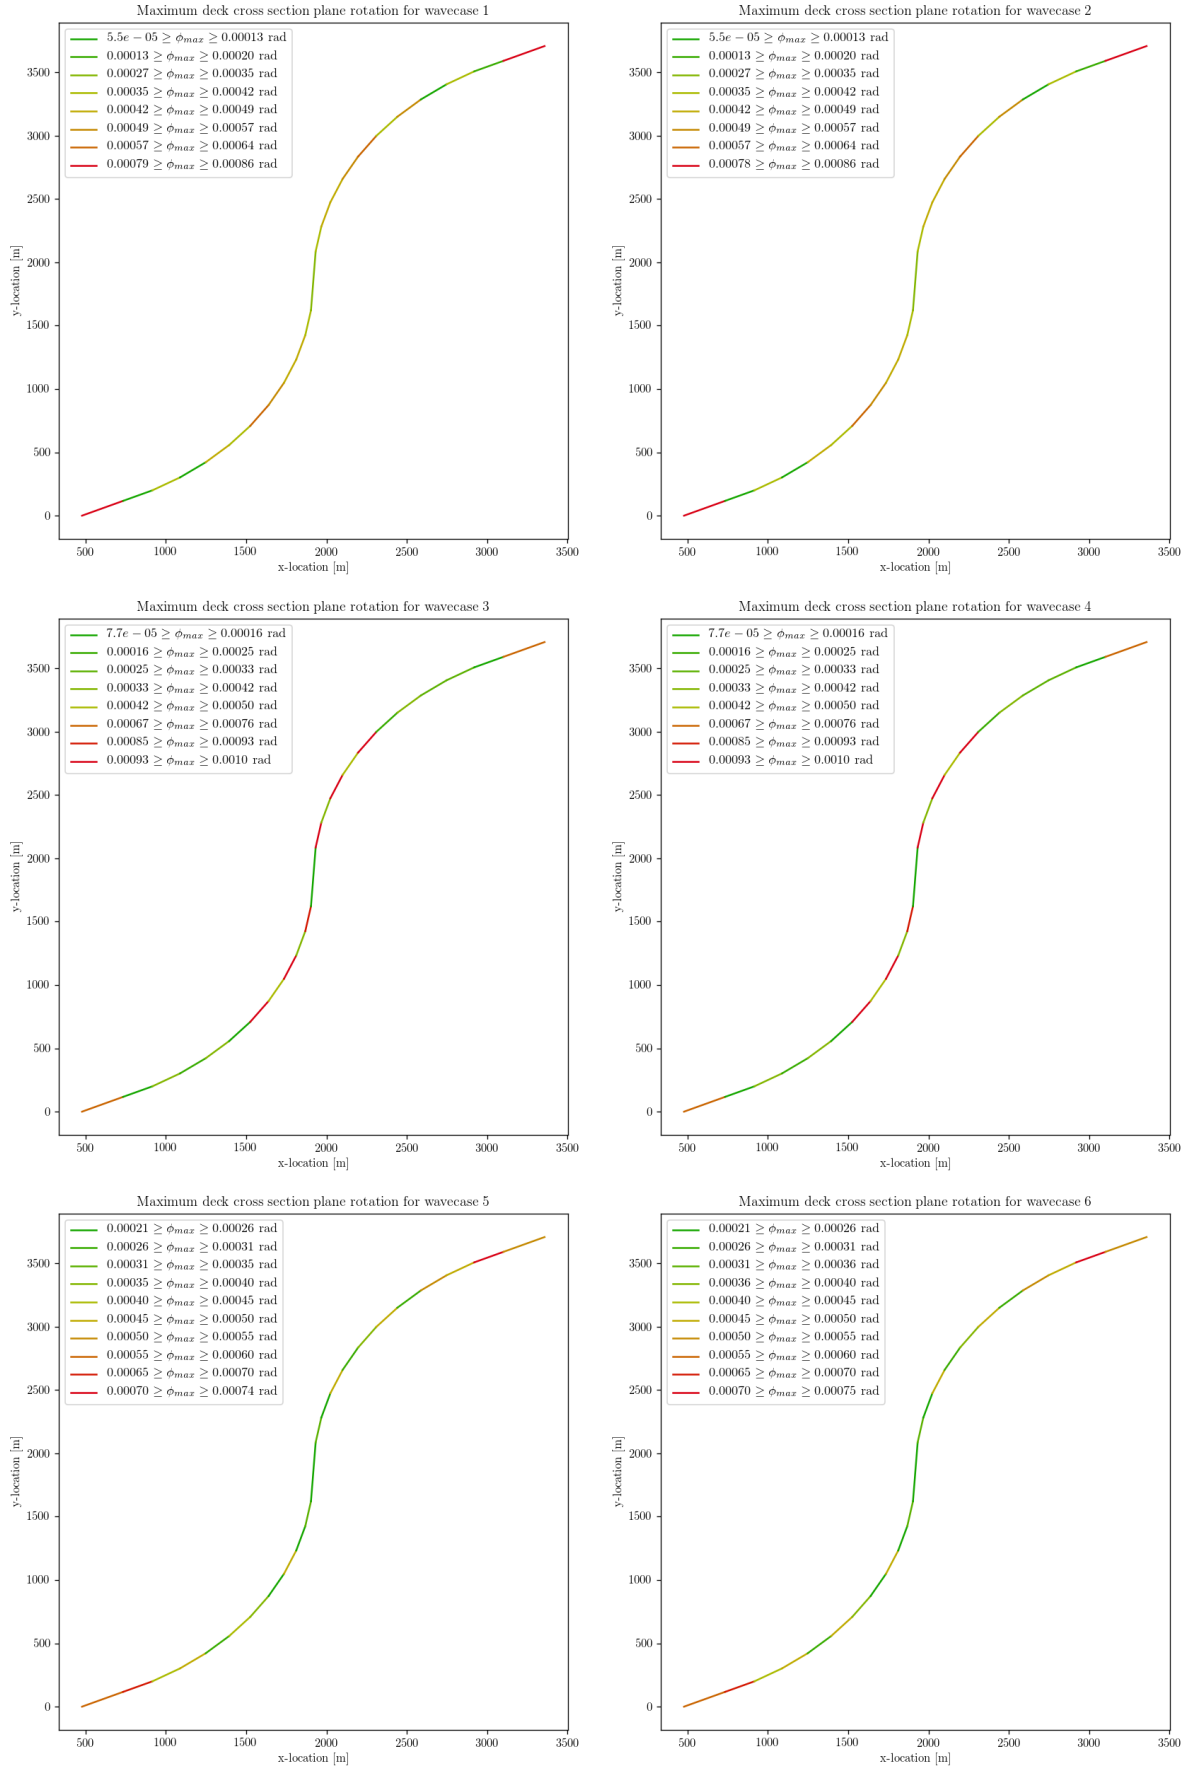 Maximum deck cross section plane rotation for wavecase 1
5.5e − 05 ≥ ϕmax ≥ 0.00013 rad
0.00013 ≥ ϕmax ≥ 0.00020 rad
0.00027 ≥ ϕmax ≥ 0.00035 rad
0.00035 ≥ ϕmax ≥ 0.00042 rad
0.00042 ≥ ϕmax ≥ 0.00049 rad
0.00049 ≥ ϕmax ≥ 0.00057 rad
0.00057 ≥ ϕmax ≥ 0.00064 rad
0.00079 ≥ ϕmax ≥ 0.00086 rad
3500
3000
2500
2000
1500
1000
500
0
y-location [m]
500 1000 1500 2000 2500 3000 3500
x-location [m]
Maximum deck cross section plane rotation for wavecase 2
5.5e − 05 ≥ ϕmax ≥ 0.00013 rad
0.00013 ≥ ϕmax ≥ 0.00020 rad
0.00027 ≥ ϕmax ≥ 0.00035 rad
0.00035 ≥ ϕmax ≥ 0.00042 rad
0.00042 ≥ ϕmax ≥ 0.00049 rad
0.00049 ≥ ϕmax ≥ 0.00057 rad
0.00057 ≥ ϕmax ≥ 0.00064 rad
0.00078 ≥ ϕmax ≥ 0.00086 rad
3500
3000
2500
2000
1500
1000
500
0
y-location [m]
500 1000 1500 2000 2500 3000 3500
x-location [m]
Maximum deck cross section plane rotation for wavecase 3
7.7e − 05 ≥ ϕmax ≥ 0.00016 rad
0.00016 ≥ ϕmax ≥ 0.00025 rad
0.00025 ≥ ϕmax ≥ 0.00033 rad
0.00033 ≥ ϕmax ≥ 0.00042 rad
0.00042 ≥ ϕmax ≥ 0.00050 rad
0.00067 ≥ ϕmax ≥ 0.00076 rad
0.00085 ≥ ϕmax ≥ 0.00093 rad
0.00093 ≥ ϕmax ≥ 0.0010 rad
3500
3000
2500
2000
1500
1000
500
0
y-location [m]
500 1000 1500 2000 2500 3000 3500
x-location [m]
Maximum deck cross section plane rotation for wavecase 4
7.7e − 05 ≥ ϕmax ≥ 0.00016 rad
0.00016 ≥ ϕmax ≥ 0.00025 rad
0.00025 ≥ ϕmax ≥ 0.00033 rad
0.00033 ≥ ϕmax ≥ 0.00042 rad
0.00042 ≥ ϕmax ≥ 0.00050 rad
0.00067 ≥ ϕmax ≥ 0.00076 rad
0.00085 ≥ ϕmax ≥ 0.00093 rad
0.00093 ≥ ϕmax ≥ 0.0010 rad
3500
3000
2500
2000
1500
1000
500
0
y-location [m]
500 1000 1500 2000 2500 3000 3500
x-location [m]
Maximum deck cross section plane rotation for wavecase 5
0.00021 ≥ ϕmax ≥ 0.00026 rad
0.00026 ≥ ϕmax ≥ 0.00031 rad
0.00031 ≥ ϕmax ≥ 0.00035 rad
0.00035 ≥ ϕmax ≥ 0.00040 rad
0.00040 ≥ ϕmax ≥ 0.00045 rad
0.00045 ≥ ϕmax ≥ 0.00050 rad
0.00050 ≥ ϕmax ≥ 0.00055 rad
0.00055 ≥ ϕmax ≥ 0.00060 rad
0.00065 ≥ ϕmax ≥ 0.00070 rad
0.00070 ≥ ϕmax ≥ 0.00074 rad
3500
3000
2500
2000
1500
1000
500
0
y-location [m]
500 1000 1500 2000 2500 3000 3500
x-location [m]
Maximum deck cross section plane rotation for wavecase 6
0.00021 ≥ ϕmax ≥ 0.00026 rad
0.00026 ≥ ϕmax ≥ 0.00031 rad
0.00031 ≥ ϕmax ≥ 0.00036 rad
0.00036 ≥ ϕmax ≥ 0.00040 rad
0.00040 ≥ ϕmax ≥ 0.00045 rad
0.00045 ≥ ϕmax ≥ 0.00050 rad
0.00050 ≥ ϕmax ≥ 0.00055 rad
0.00055 ≥ ϕmax ≥ 0.00060 rad
0.00065 ≥ ϕmax ≥ 0.00070 rad
0.00070 ≥ ϕmax ≥ 0.00075 rad
3500
3000
2500
2000
1500
1000
500
0
y-location [m]
500 1000 1500 2000 2500 3000 3500
x-location [m]